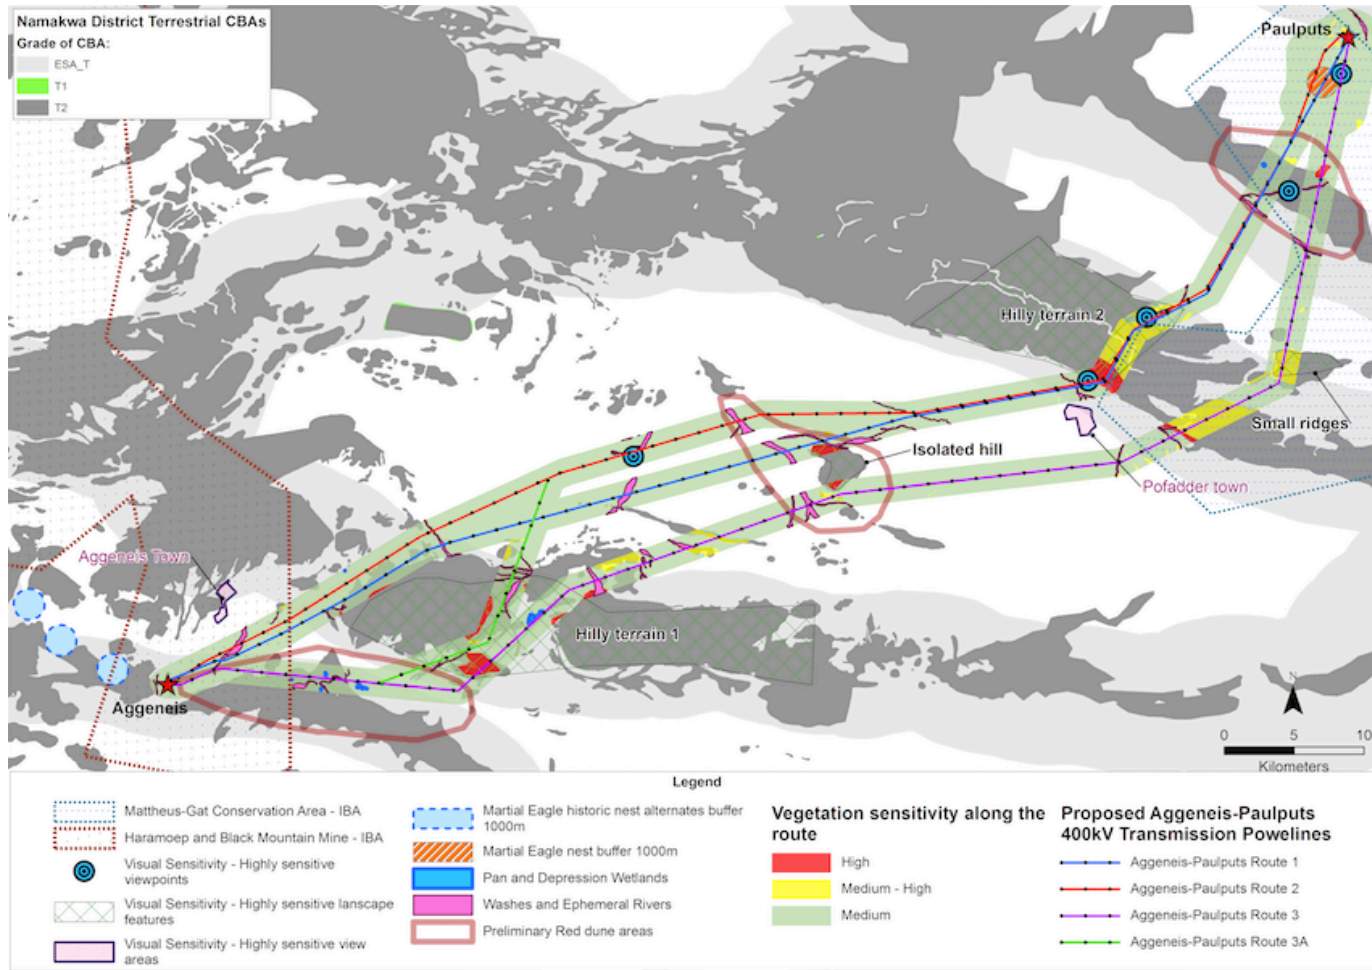 Namakwa District Terrestrial CBAs
Grade of CBA:
ESA_T
T1
T2
Paulputs
Hilly terrain 2
Small ridges
Isolated hill
Pofadder town
Aggeneis Town
Hilly terrain 1
Aggeneis
N
0 5 10
Kilometers
Legend
Mattheus-Gat Conservation Area - IBA
Haramoep and Black Mountain Mine - IBA
Visual Sensitivity - Highly sensitive
viewpoints
Visual Sensitivity - Highly sensitive lanscape
features
Visual Sensitivity - Highly sensitive view
areas
Martial Eagle historic nest alternates buffer
1000m
Martial Eagle nest buffer 1000m
Pan and Depression Wetlands
Washes and Ephemeral Rivers
Preliminary Red dune areas
Vegetation sensitivity along the
route
High
Medium - High
Medium
Proposed Aggeneis-Paulputs
400kV Transmission Powelines
Aggeneis-Paulputs Route 1
Aggeneis-Paulputs Route 2
Aggeneis-Paulputs Route 3
Aggeneis-Paulputs Route 3A